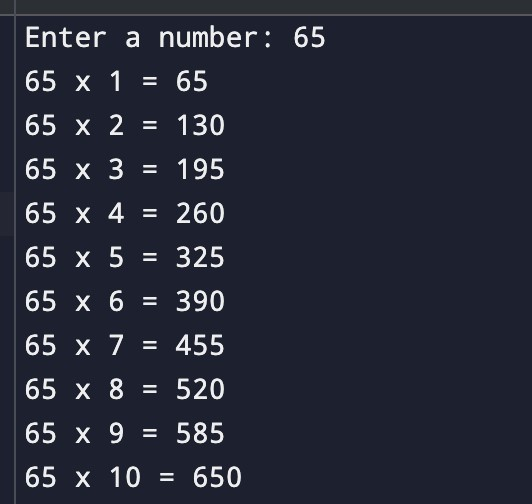 Enter a number: 65
65 x 1 = 65
65 x 2 = 130
65 x 3 = 195
65 x 4 = 260
65 x 5 = 325
65 x 6 = 390
65 x 7 = 455
65 x 8 = 520
65 x 9 = 585
65 x 10 = 650